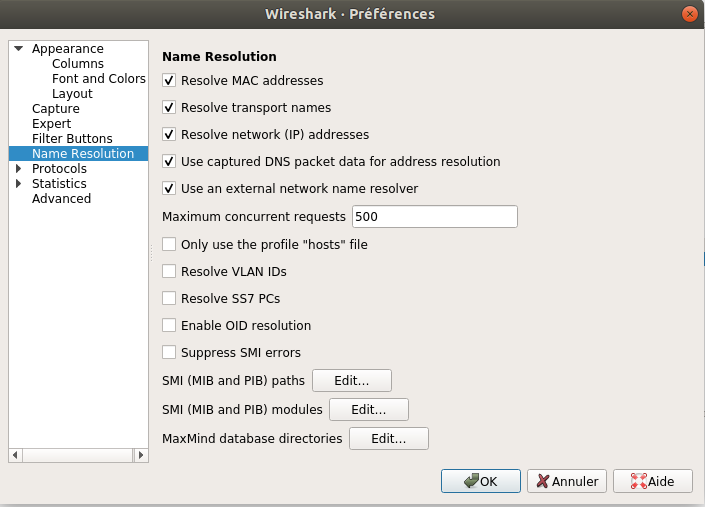 Wireshark · Préférences
Appearance
Columns
Font and Colors
Layout
Capture
Expert
Filter Buttons
Name Resolution
Protocols
Statistics
Advanced
Name Resolution
Resolve MAC addresses
Resolve transport names
Resolve network (IP) addresses
Use captured DNS packet data for address resolution
Use an external network name resolver
Maximum concurrent requests 500
Only use the profile "hosts" file
Resolve VLAN IDs
Resolve SS7 PCs
Enable OID resolution
Suppress SMI errors
SMI (MIB and PIB) paths Edit…
SMI (MIB and PIB) modules Edit…
MaxMind database directories Edit…
OK Annuler Aide